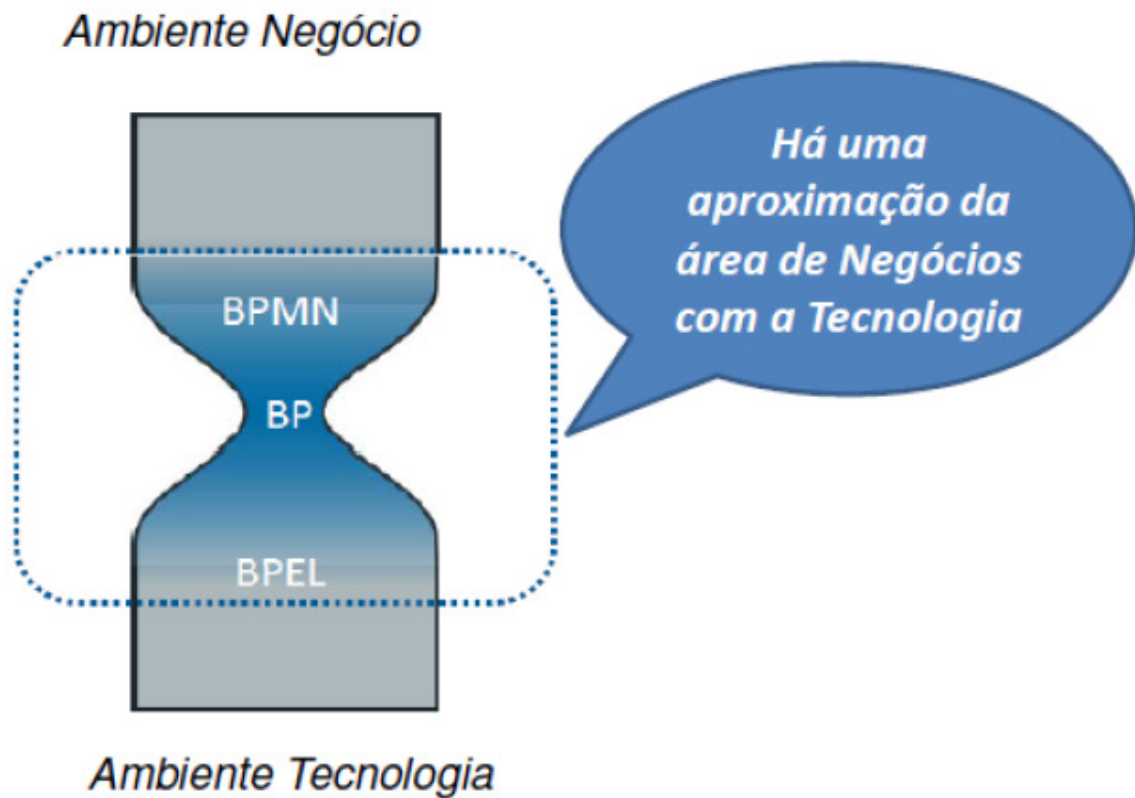 Ambiente Negócio
Há uma
aproximação da
área de Negócios
com a Tecnologia
BPMN
BP
BPEL
Ambiente Tecnologia